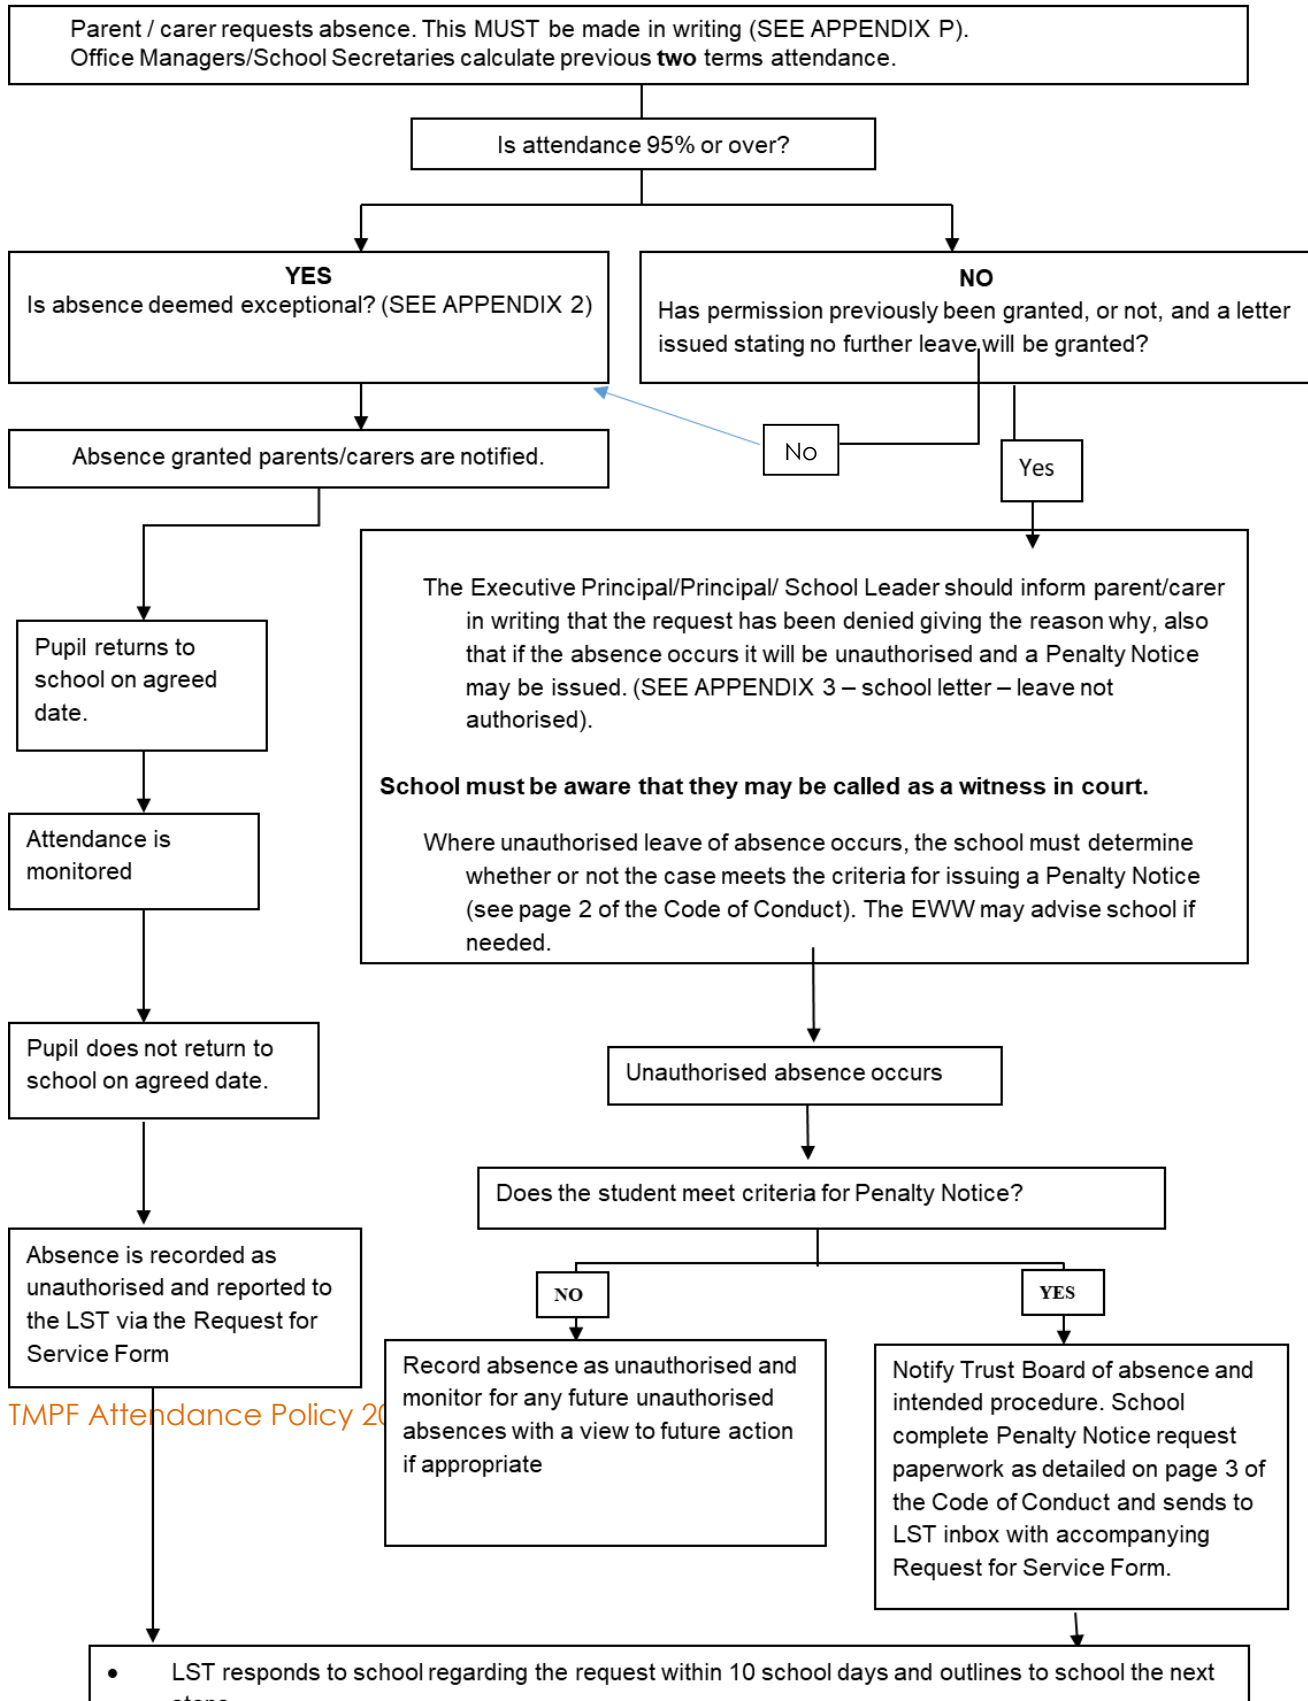 Parent / carer requests absence. This MUST be made in writing (SEE APPENDIX P).
Office Managers/School Secretaries calculate previous two terms attendance.
Is attendance 95% or over?
YES
Is absence deemed exceptional? (SEE APPENDIX 2)
NO
Has permission previously been granted, or not, and a letter
issued stating no further leave will be granted?
Absence granted parents/carers are notified.
No
Yes
The Executive Principal/Principal/ School Leader should inform parent/carer
in writing that the request has been denied giving the reason why, also
that if the absence occurs it will be unauthorised and a Penalty Notice
may be issued. (SEE APPENDIX 3 – school letter – leave not
authorised).
School must be aware that they may be called as a witness in court.
Where unauthorised leave of absence occurs, the school must determine
whether or not the case meets the criteria for issuing a Penalty Notice
(see page 2 of the Code of Conduct). The EWW may advise school if
needed.
Pupil returns to
school on agreed
date.
Attendance is
monitored
Pupil does not return to
school on agreed date.
Absence is recorded as
unauthorised and reported to
the LST via the Request for
Service Form
Unauthorised absence occurs
Does the student meet criteria for Penalty Notice?
NO
YES
Record absence as unauthorised and
monitor for any future unauthorised
absences with a view to future action
if appropriate
Notify Trust Board of absence and
intended procedure. School
complete Penalty Notice request
paperwork as detailed on page 3 of
the Code of Conduct and sends to
LST inbox with accompanying
Request for Service Form.
TMPF Attendance Policy 20
• LST responds to school regarding the request within 10 school days and outlines to school the next